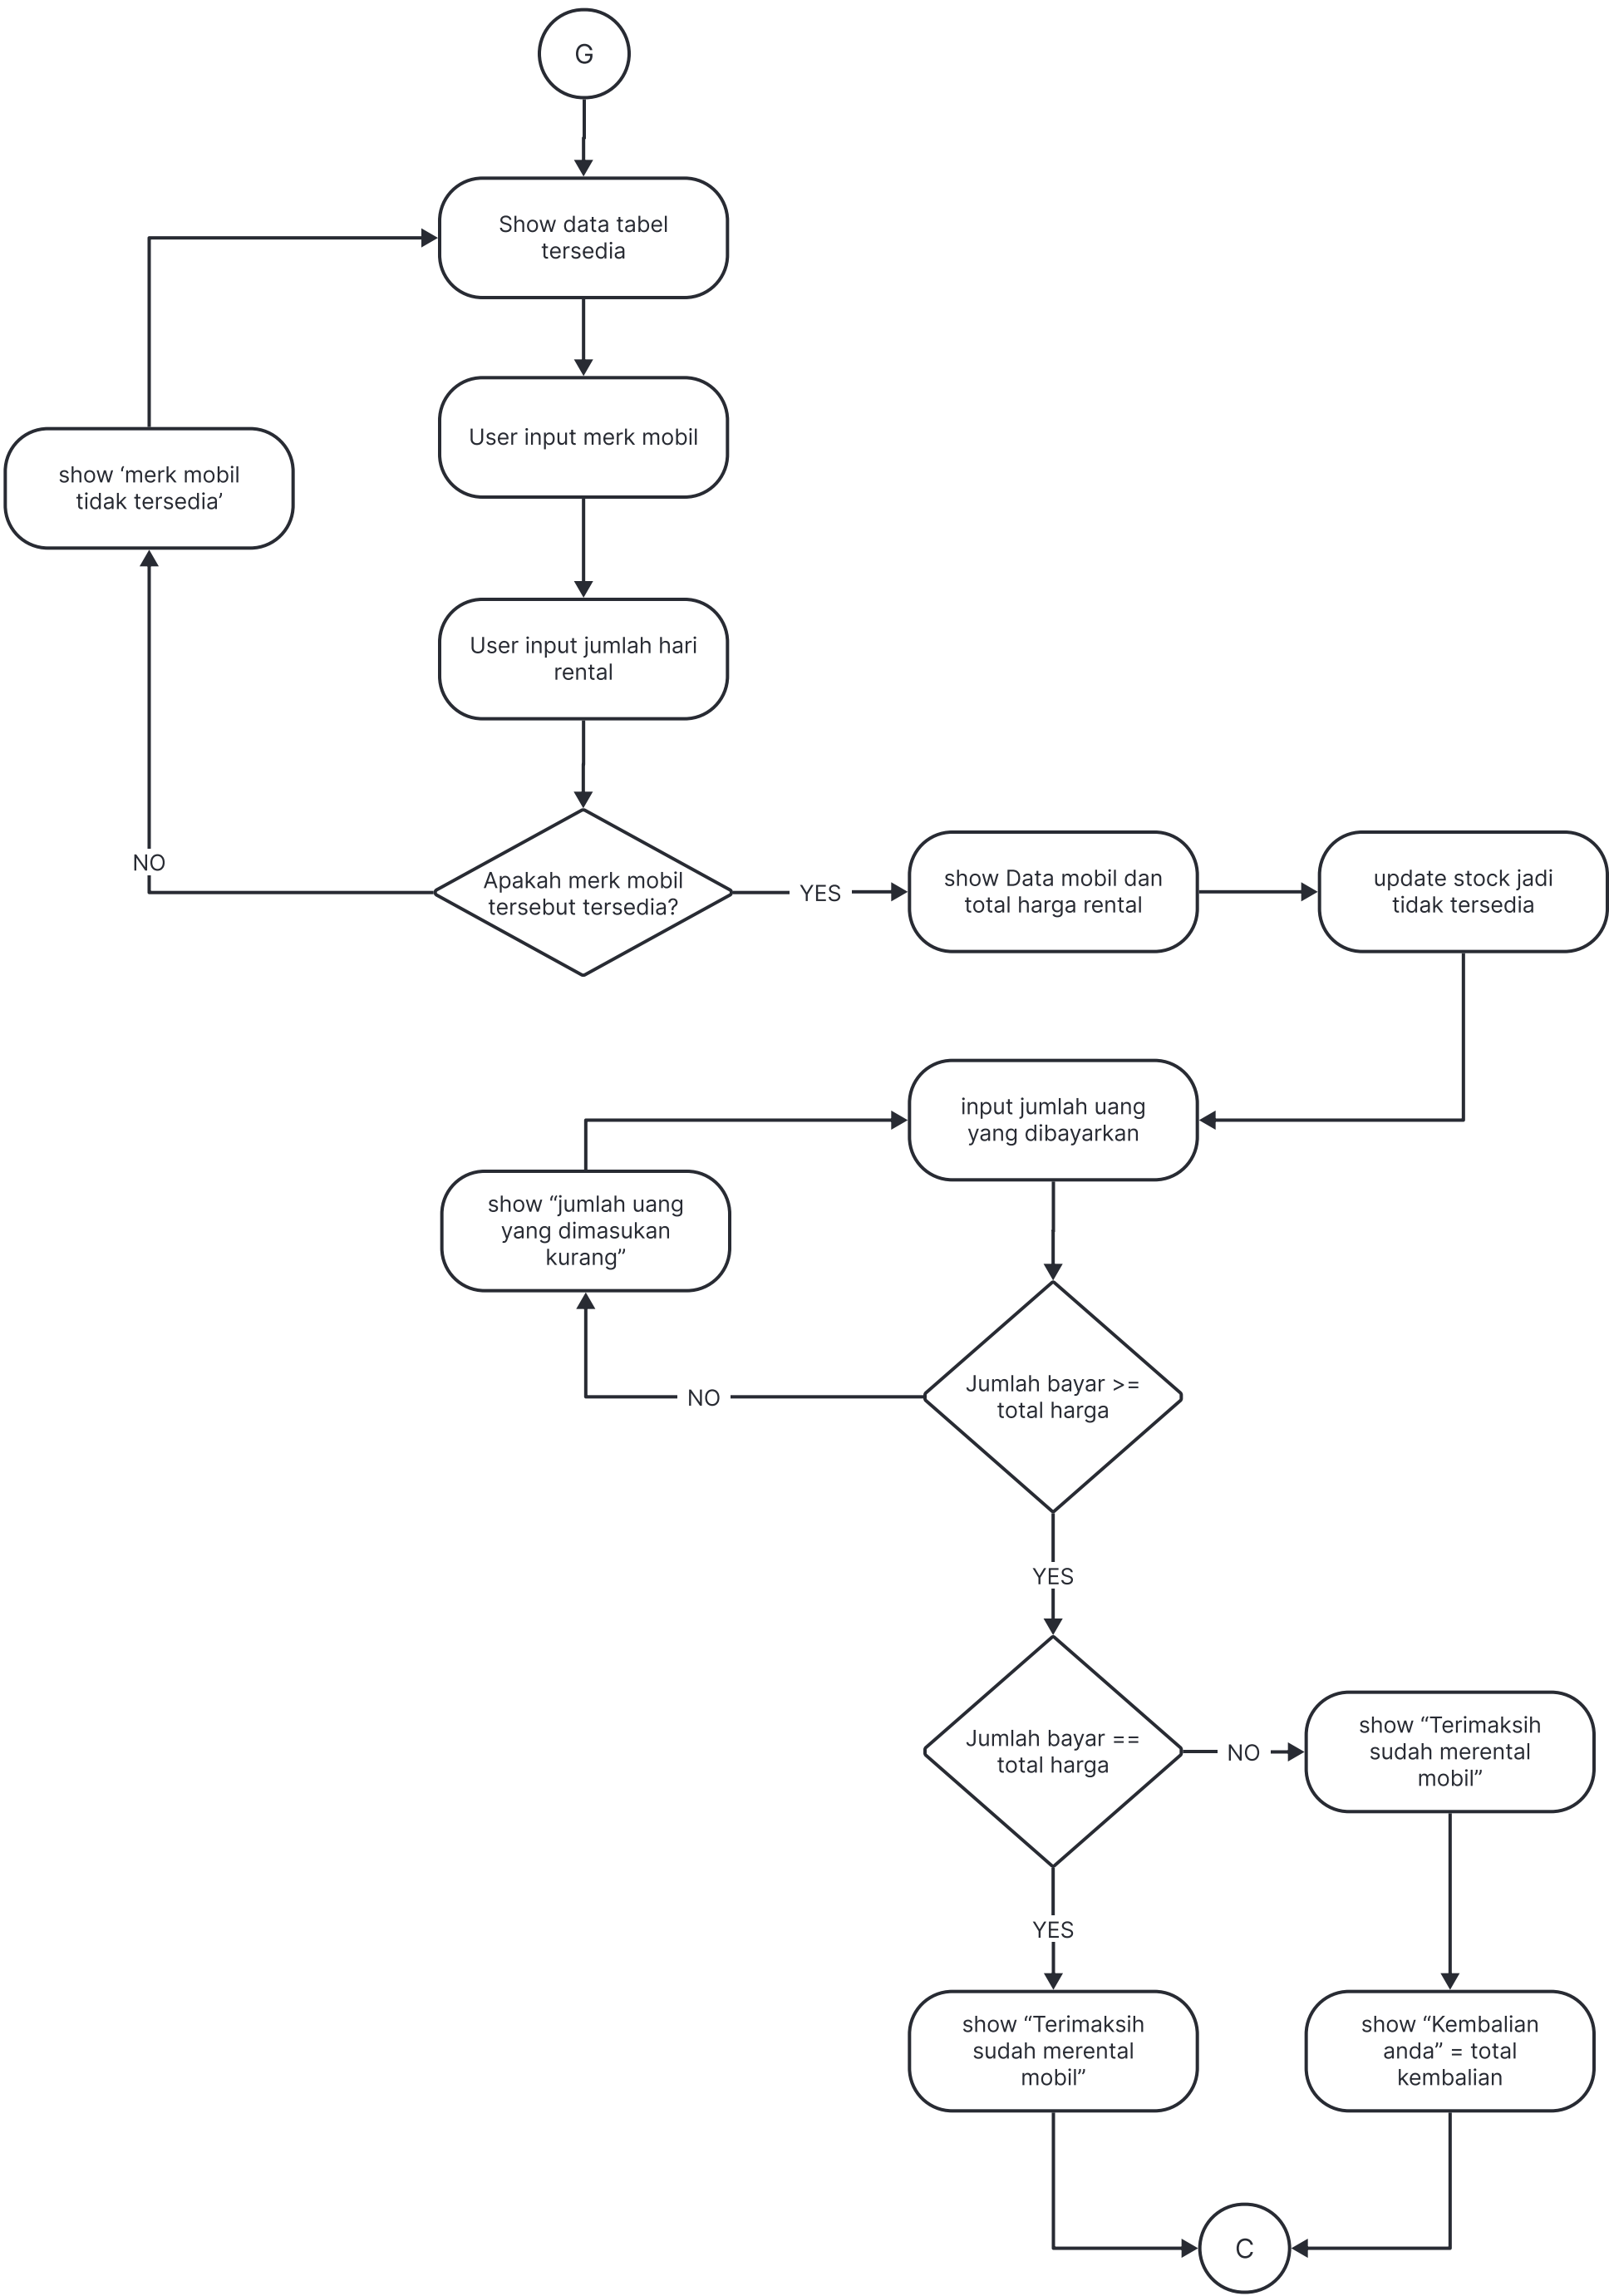 G
Show data tabel
tersedia
User input merk mobil
show ‘merk mobil
tidak tersedia’
User input jumlah hari
rental
NO
Apakah merk mobil
tersebut tersedia?
YES
show Data mobil dan
total harga rental
update stock jadi
tidak tersedia
input jumlah uang
yang dibayarkan
show “jumlah uang
yang dimasukan
kurang”
NO
Jumlah bayar >=
total harga
YES
Jumlah bayar ==
total harga
NO
show “Terimaksih
sudah merental
mobil”
YES
show “Terimaksih
sudah merental
mobil”
show “Kembalian
anda” = total
kembalian
C